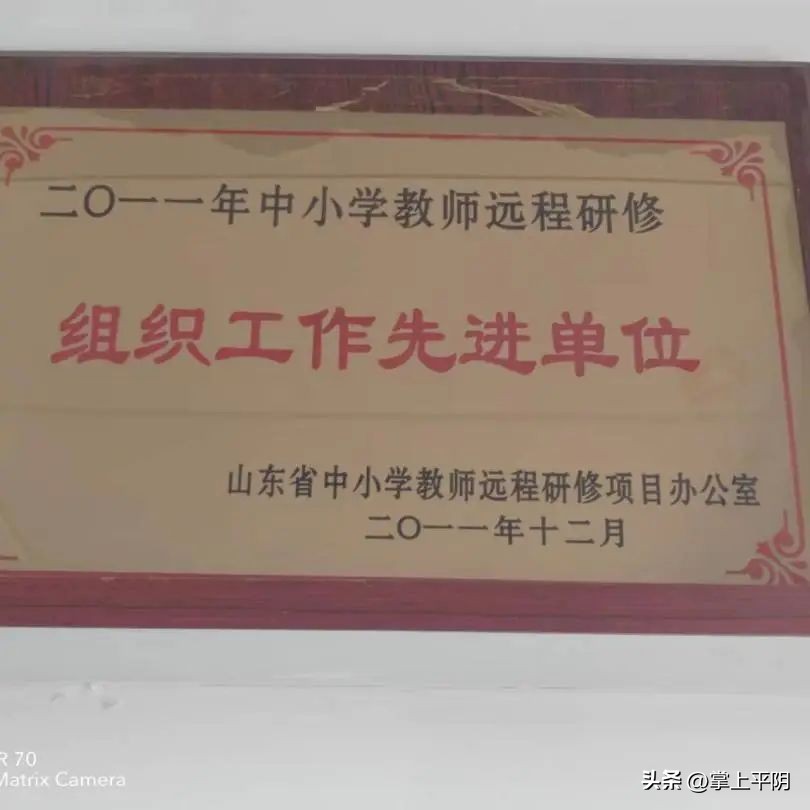 二〇一一年中小学教师远程研修
组织工作先进单位
山东省中小学教师远程研修项目办公室
二〇一一年十二月
R 70
Matrix Camera
头条 @掌上平阴